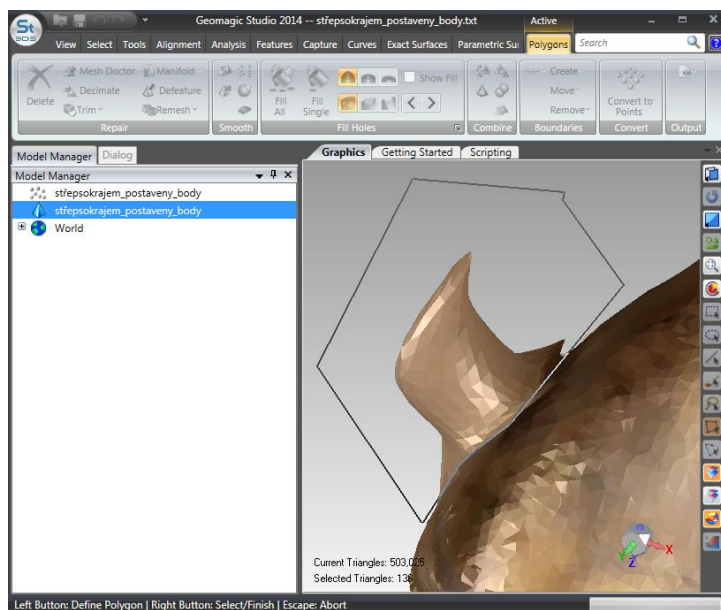 St
3DS
Geomagic Studio 2014 -- střepsokrajem_postaveny_body.txt
Active
View Select Tools Alignment Analysis Features Capture Curves Exact Surfaces Parametric Su Polygons Search
Delete
Mesh Doctor
Decimate
Trim
Manifold
Defeature
Remesh
Repair
Smooth
Fill All
Fill Single
Show Fill
Fill Holes
Combine
Create
Move
Remove
Boundaries
Convert to Points
Convert
Output
Model Manager Dialog
Graphics Getting Started Scripting
Model Manager
střepsokrajem_postaveny_body
střepsokrajem_postaveny_body
World
X
Z
Current Triangles: 503,025
Selected Triangles: 136
Left Button: Define Polygon | Right Button: Select/Finish | Escape: Abort